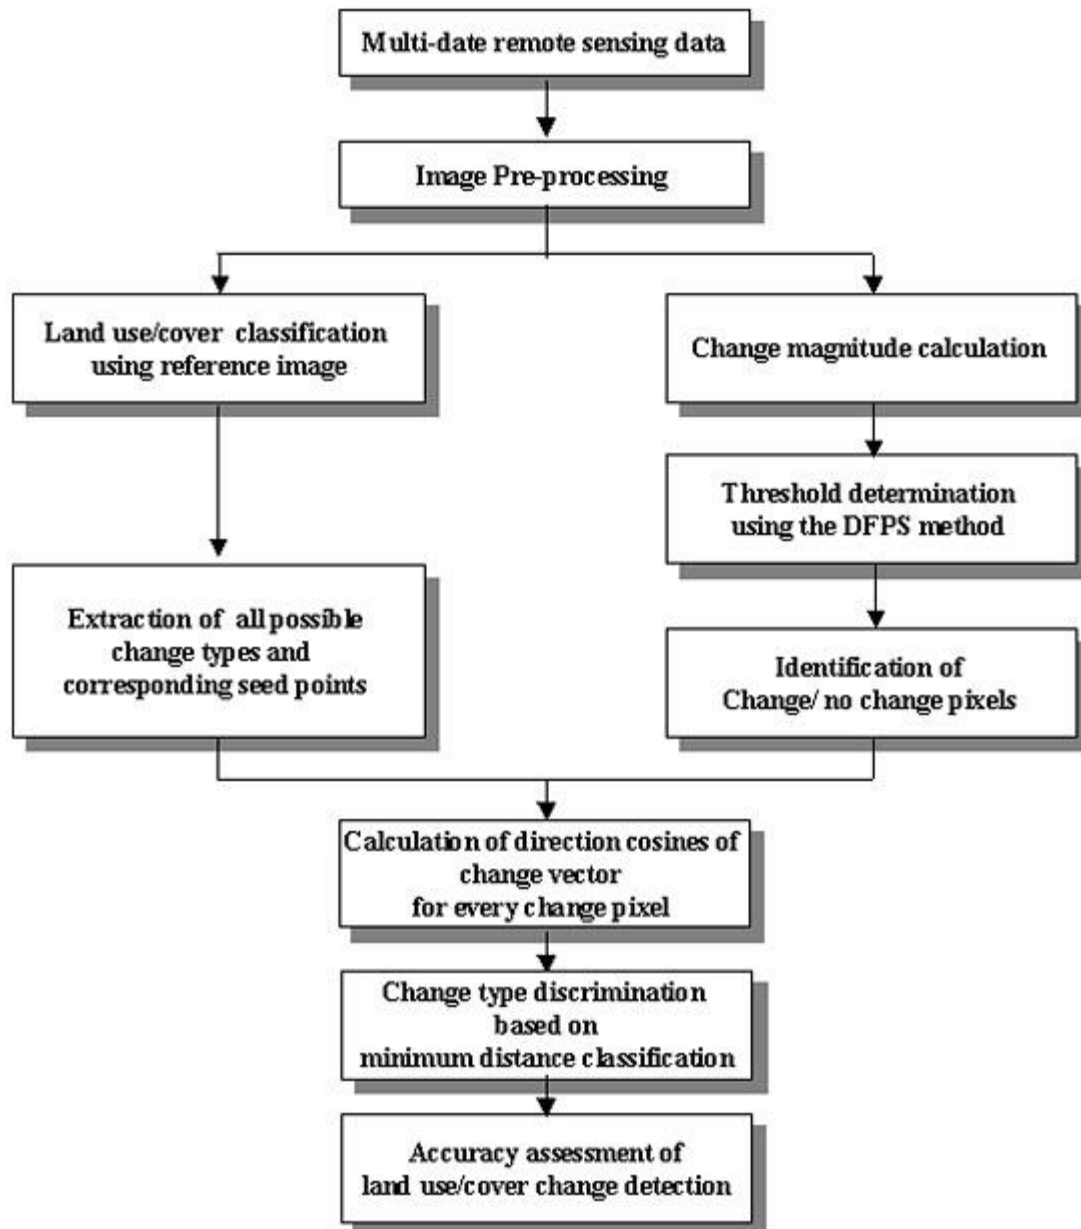 Multi-date remote sensing data
Image Pre-processing
Land use/cover classification
using reference image
Change magnitude calculation
Threshold determination
using the DFPS method
Extraction of all possible
change types and
corresponding seed points
Identification of
Change/ no change pixels
Calculation of direction cosines of
change vector
for every change pixel
Change type discrimination
based on
minimum distance classification
Accuracy assessment of
land use/cover change detection